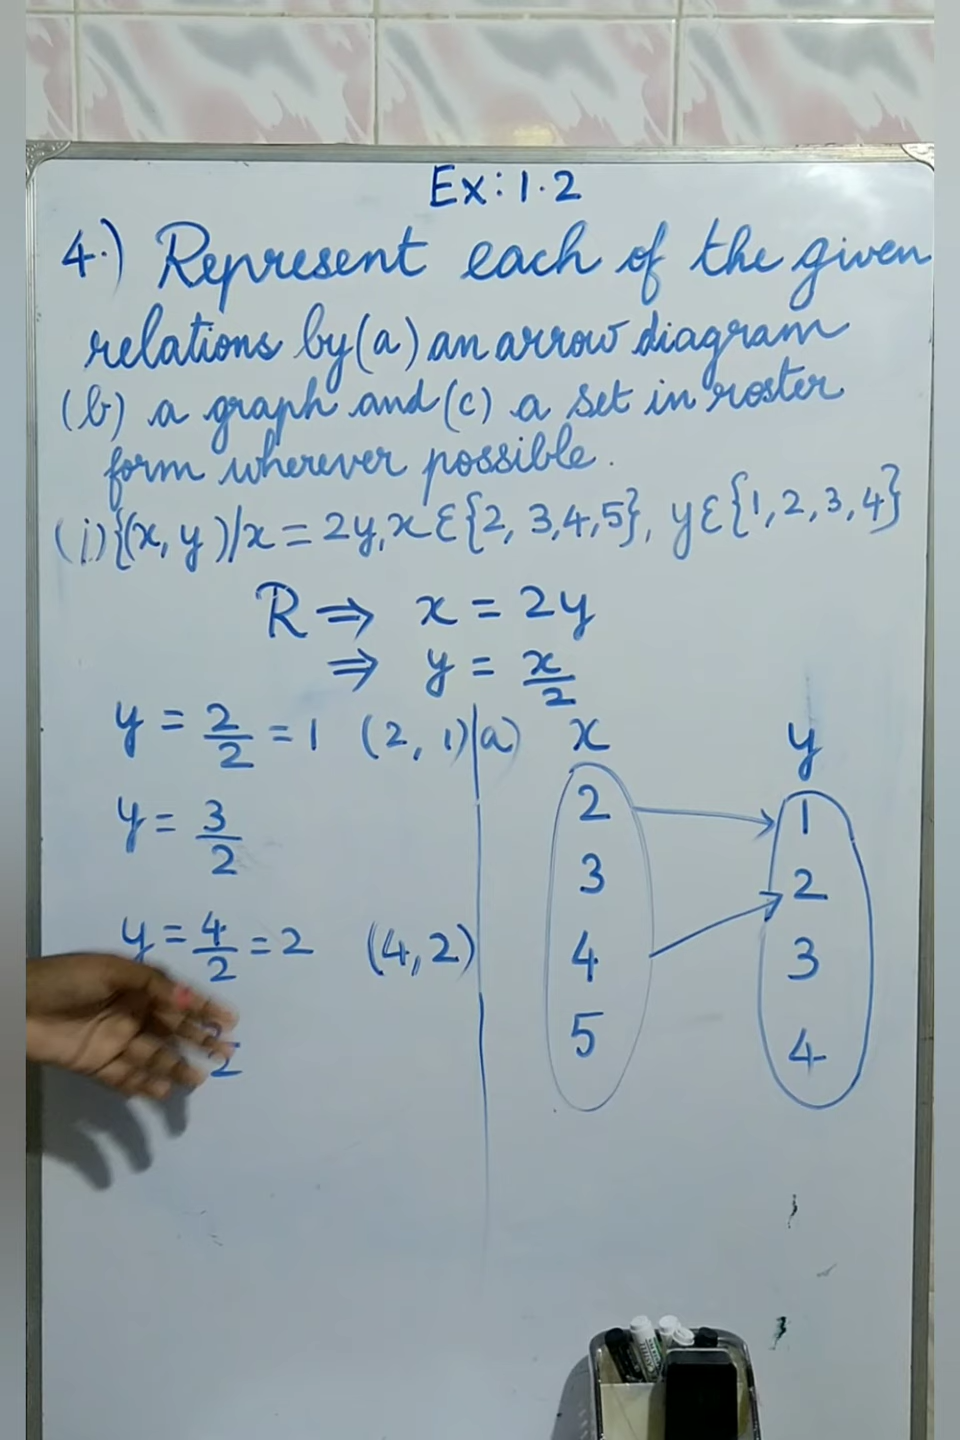 Ex: 1.2
4.) Represent each of the given
relations by (a) an arrow diagram
(b) a graph and (c) a set in roster
form wherever possible.
(i) {(x, y) / x = 2y, x ε {2, 3, 4, 5}, y ε {1, 2, 3, 4}
R ⇒ x = 2y
⇒ y = x/2
y = 2/2 = 1 (2, 1)
y = 3/2
y = 4/2 = 2 (4, 2)
2
a) x y
2 1
3 2
4 3
5 4